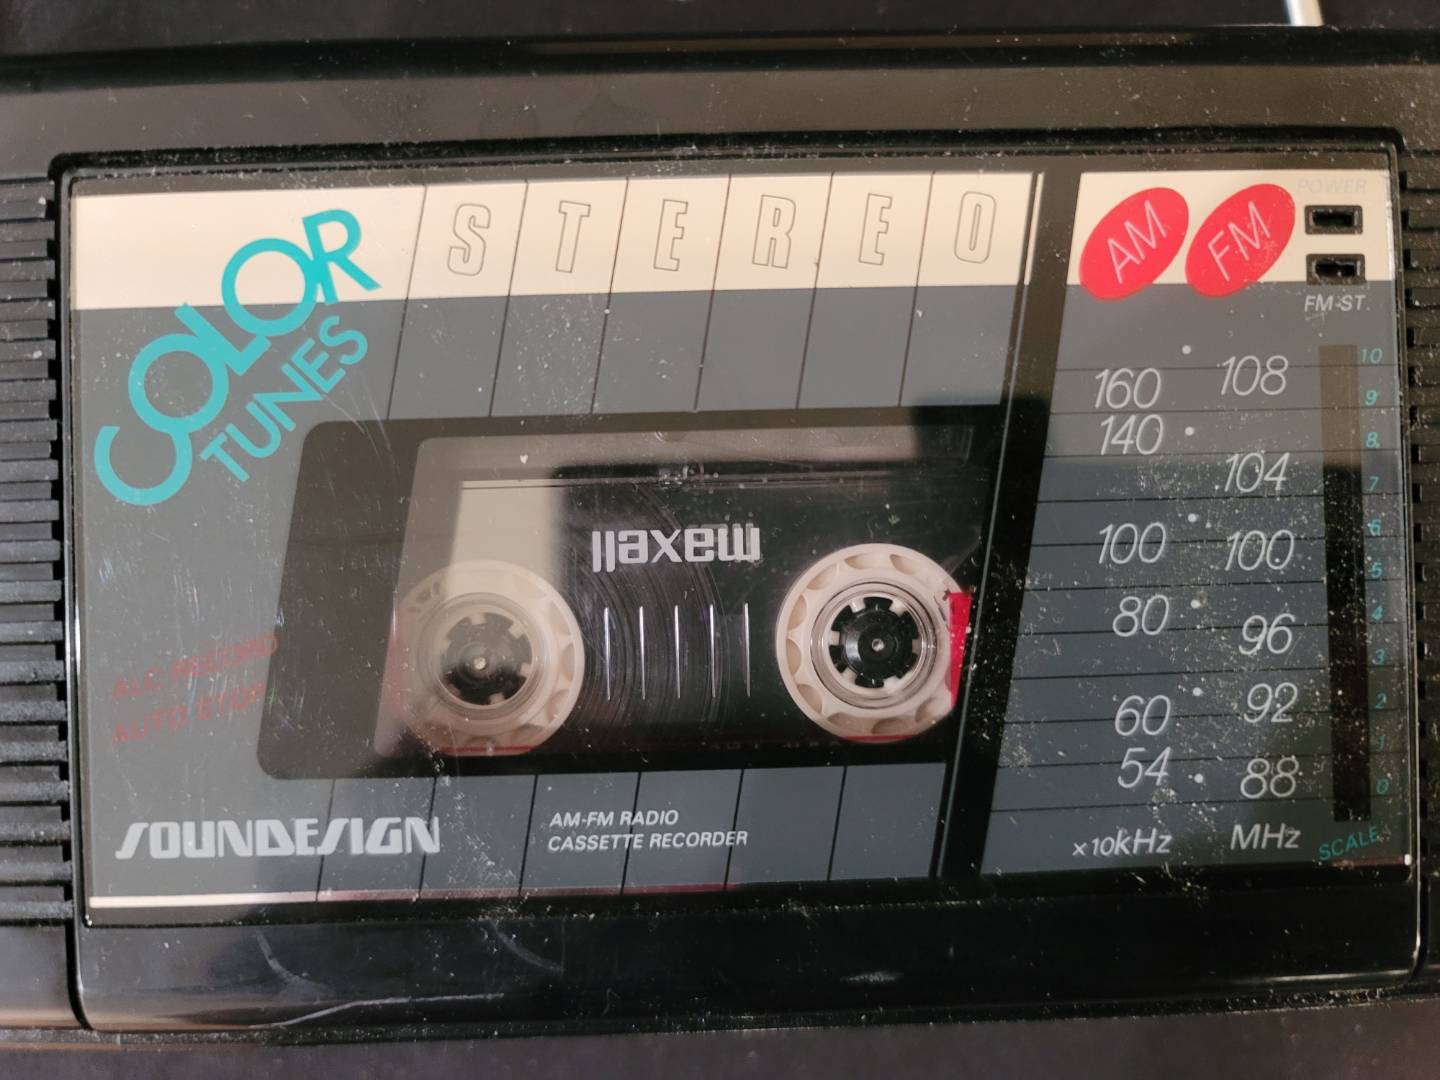 STEREO
AM FM
POWER
FM-ST.
COLOR
TUNES
maxell
ALC RECORD
AUTO STOP
SOUNDESIGN
AM-FM RADIO
CASSETTE RECORDER
160 108 10
9
140 8
104 7
100 100 6
5
80 96 4
3
60 92 2
1
54 88 0
x10kHz MHz SCALE